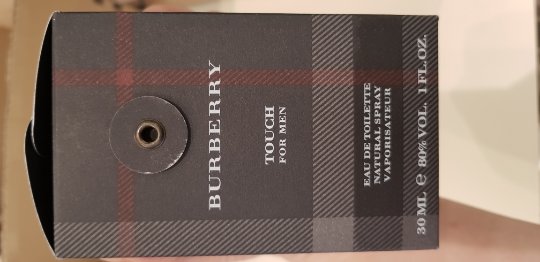 BURBERRY
TOUCH
FOR MEN
EAU DE TOILETTE
NATURAL SPRAY
VAPORISATEUR
30 ML ℮ 80% VOL. 1 FL.OZ.